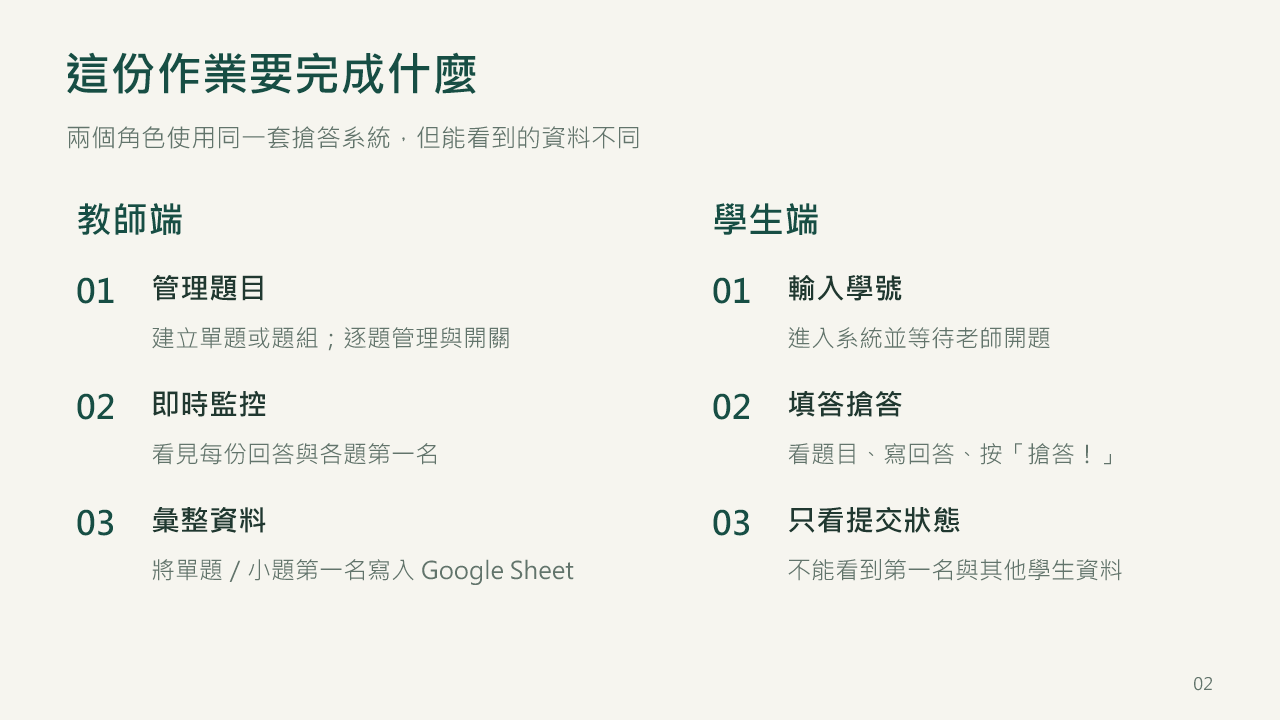 這份作業要完成什麼
兩個角色使用同一套搶答系統，但能看到的資料不同
教師端
01 管理題目
建立單題或題組；逐題管理與開關
02 即時監控
看見每份回答與各題第一名
03 彙整資料
將單題 / 小題第一名寫入 Google Sheet
學生端
01 輸入學號
進入系統並等待老師開題
02 填答搶答
看題目、寫回答、按「搶答！」
03 只看提交狀態
不能看到第一名與其他學生資料
02